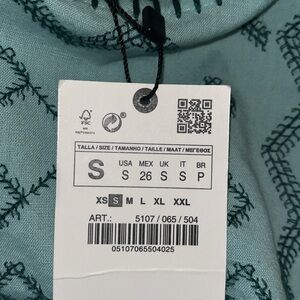 FSC
TALLA / SIZE / TAMANHO / TAILLE / MAAT / ΜΕΓΕΘΟΣ
S
USA MEX UK IT BR
S 26 S S P
XS S M L XL XXL
ART.: 5107 / 065 / 504
05107065504025